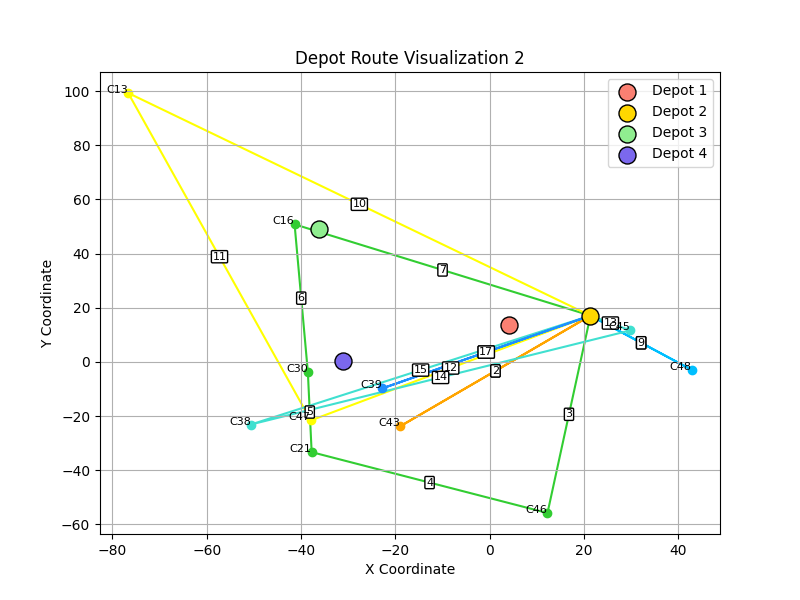 Depot Route Visualization 2
Depot 1
Depot 2
Depot 3
Depot 4
Y Coordinate
100
80
60
40
20
0
−20
−40
−60
C13
10
11
C16
7
6
13
C45
9
C48
17
15
12
14
2
C30
C39
5
C47
C38
C43
3
C21
4
C46
−80
−60
−40
−20
0
20
40
X Coordinate